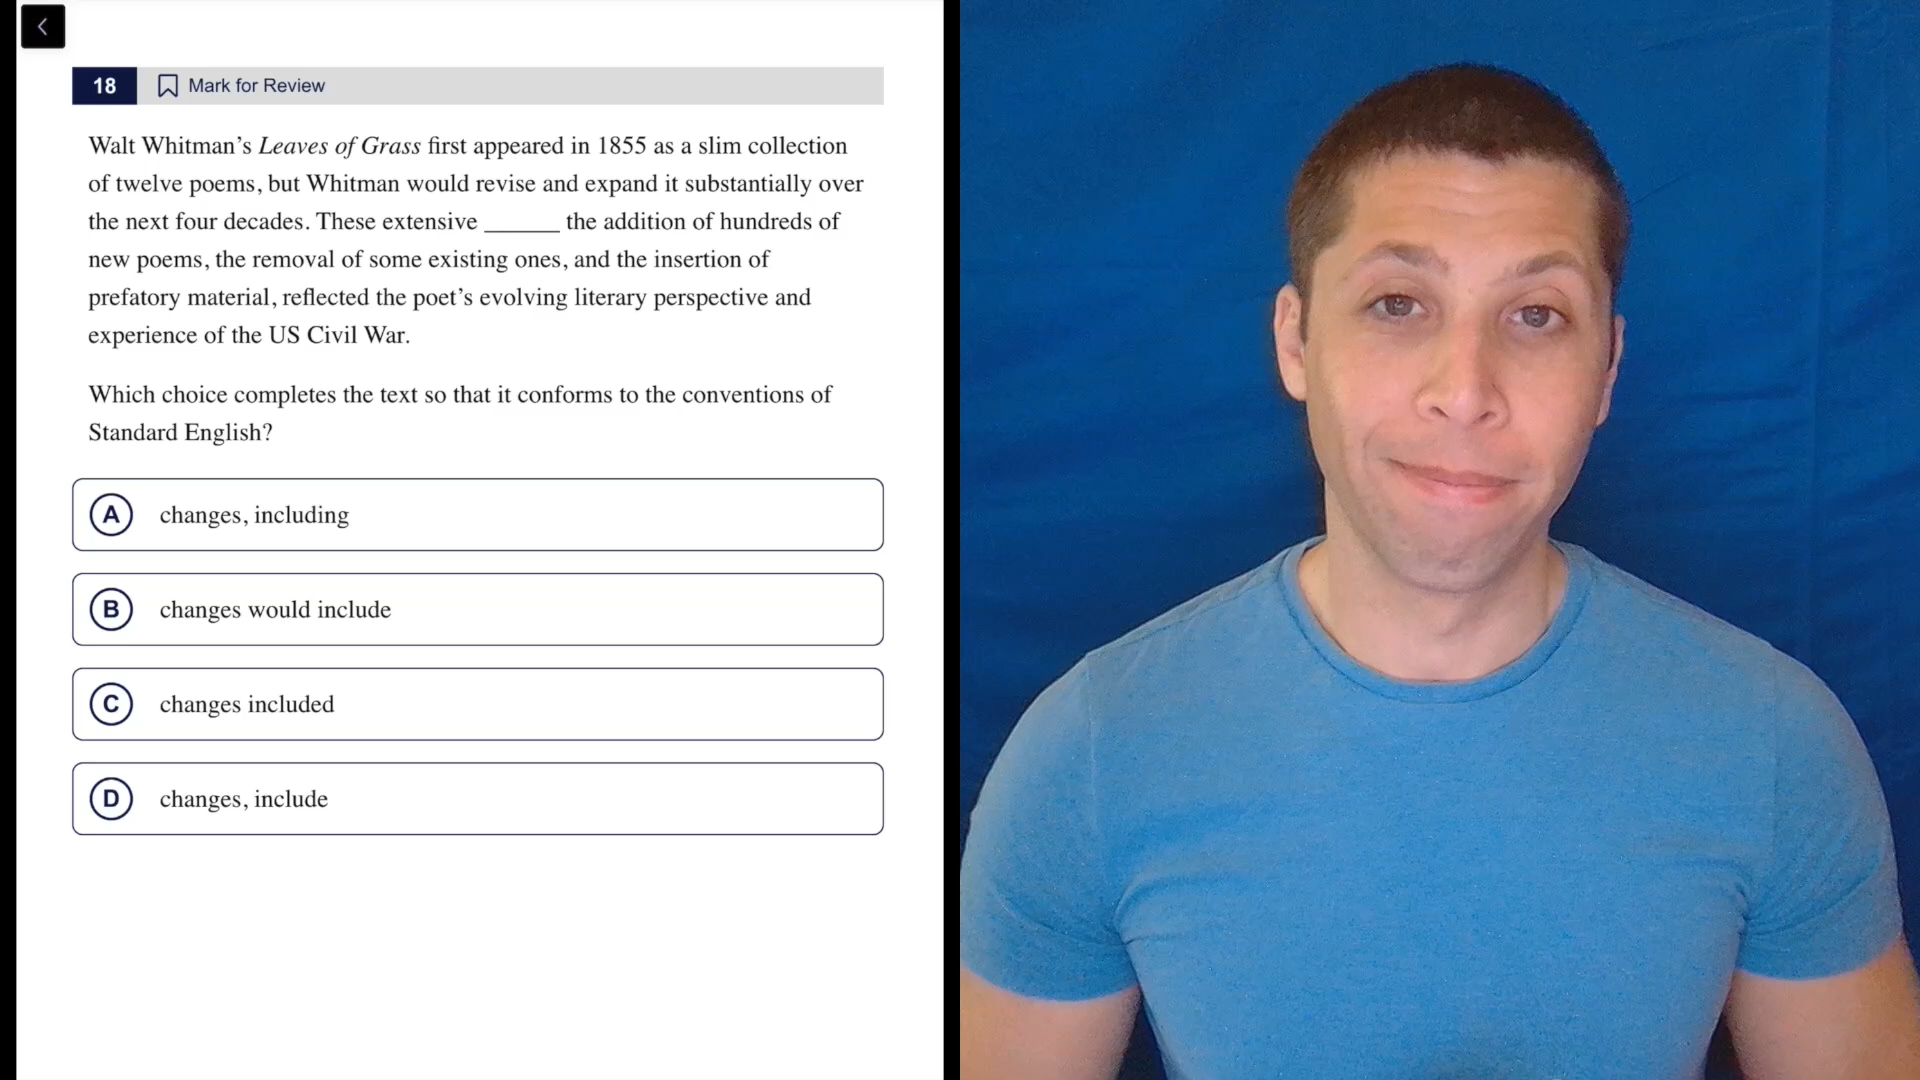 18 Mark for Review
Walt Whitman’s Leaves of Grass first appeared in 1855 as a slim collection
of twelve poems, but Whitman would revise and expand it substantially over
the next four decades. These extensive ______ the addition of hundreds of
new poems, the removal of some existing ones, and the insertion of
prefatory material, reflected the poet’s evolving literary perspective and
experience of the US Civil War.
Which choice completes the text so that it conforms to the conventions of
Standard English?
A changes, including
B changes would include
C changes included
D changes, include